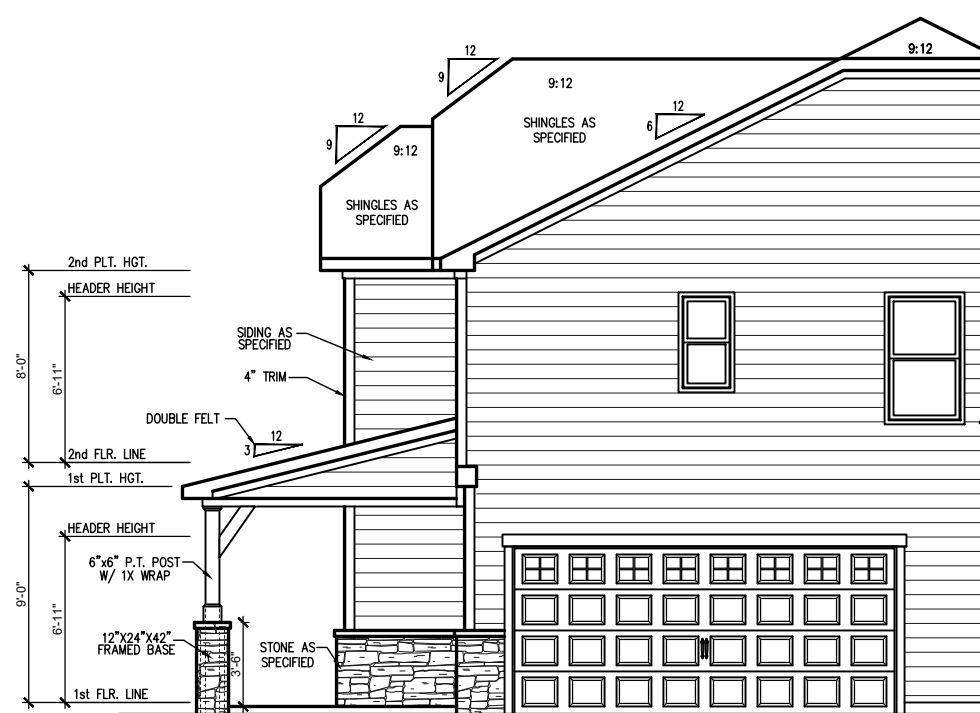 12
9
9:12
9:12
12
9
9:12
SHINGLES AS
SPECIFIED
12
6
SHINGLES AS
SPECIFIED
2nd PLT. HGT.
HEADER HEIGHT
SIDING AS
SPECIFIED
8'-0"
6'-11"
4" TRIM
DOUBLE FELT
12
3
2nd FLR. LINE
1st PLT. HGT.
HEADER HEIGHT
6"x6" P.T. POST
W/ 1X WRAP
9'-0"
6'-11"
12"X24"X42"
FRAMED BASE
3'-6"
STONE AS
SPECIFIED
1st FLR. LINE